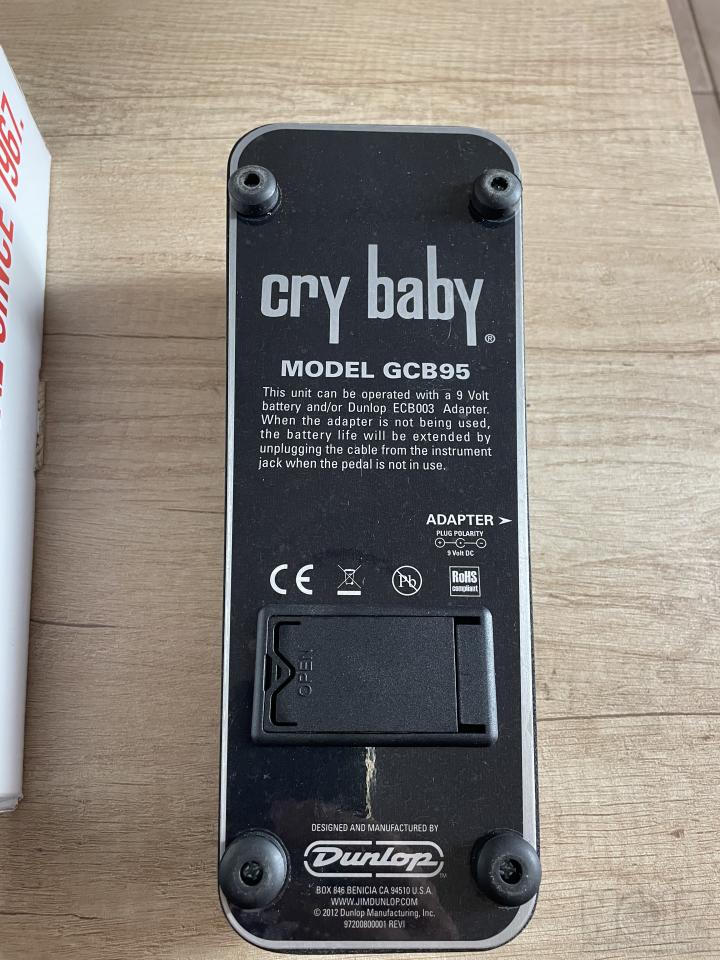 SINCE 1967.
cry baby®
MODEL GCB95
This unit can be operated with a 9 Volt
battery and/or Dunlop ECB003 Adapter.
When the adapter is not being used,
the battery life will be extended by
unplugging the cable from the instrument
jack when the pedal is not in use.
ADAPTER
PLUG POLARITY
9 Volt DC
CE
Pb
RoHS
compliant
OPEN
DESIGNED AND MANUFACTURED BY
Dunlop™
BOX 846 BENICIA CA 94510 U.S.A.
WWW.JIMDUNLOP.COM
© 2012 Dunlop Manufacturing, Inc.
97200800001 REVI